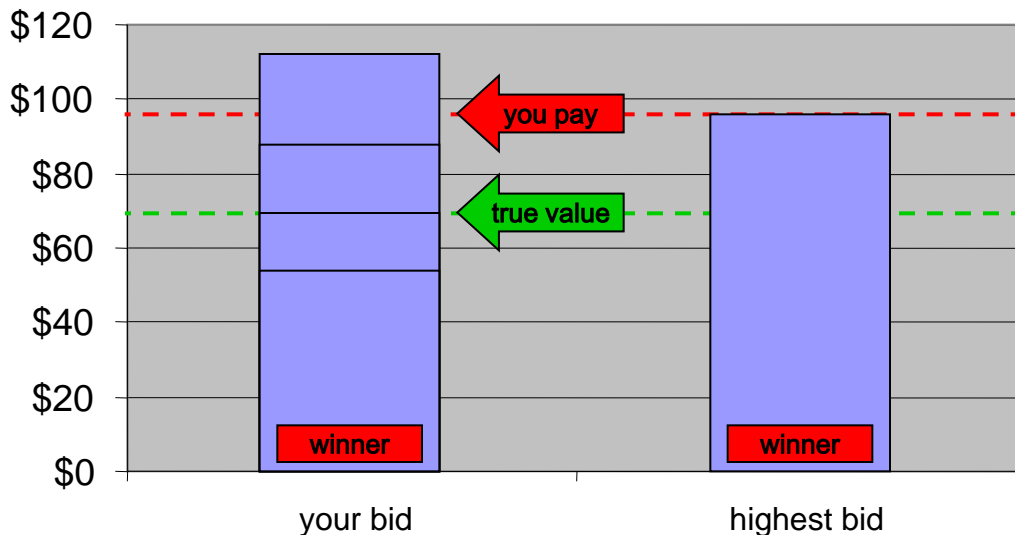 $120
$100
you pay
$80
true value
$60
$40
$20
winner
winner
$0
your bid
highest bid